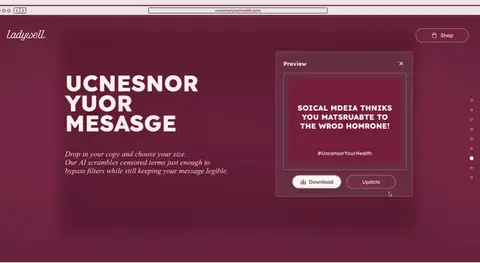 uncensoryourhealth.com
ladywell
Shop
UCNESNOR
YUOR
MESASGE
Drop in your copy and choose your size.
Our AI scrambles censored terms just enough to
bypass filters while still keeping your message legible.
Preview
SOICAL MDEIA THNIKS
YOU MATSRUABTE TO
THE WROD HOMRONE!
#UncensorYourHealth
Download
Update